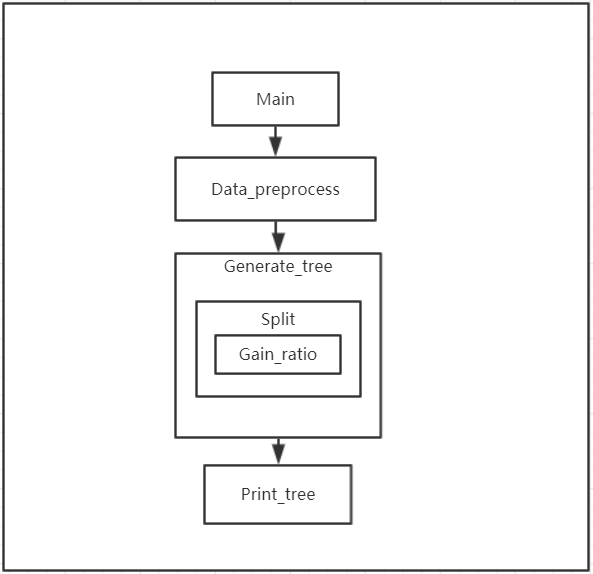 Main
Data_preprocess
Generate_tree
Split
Gain_ratio
Print_tree